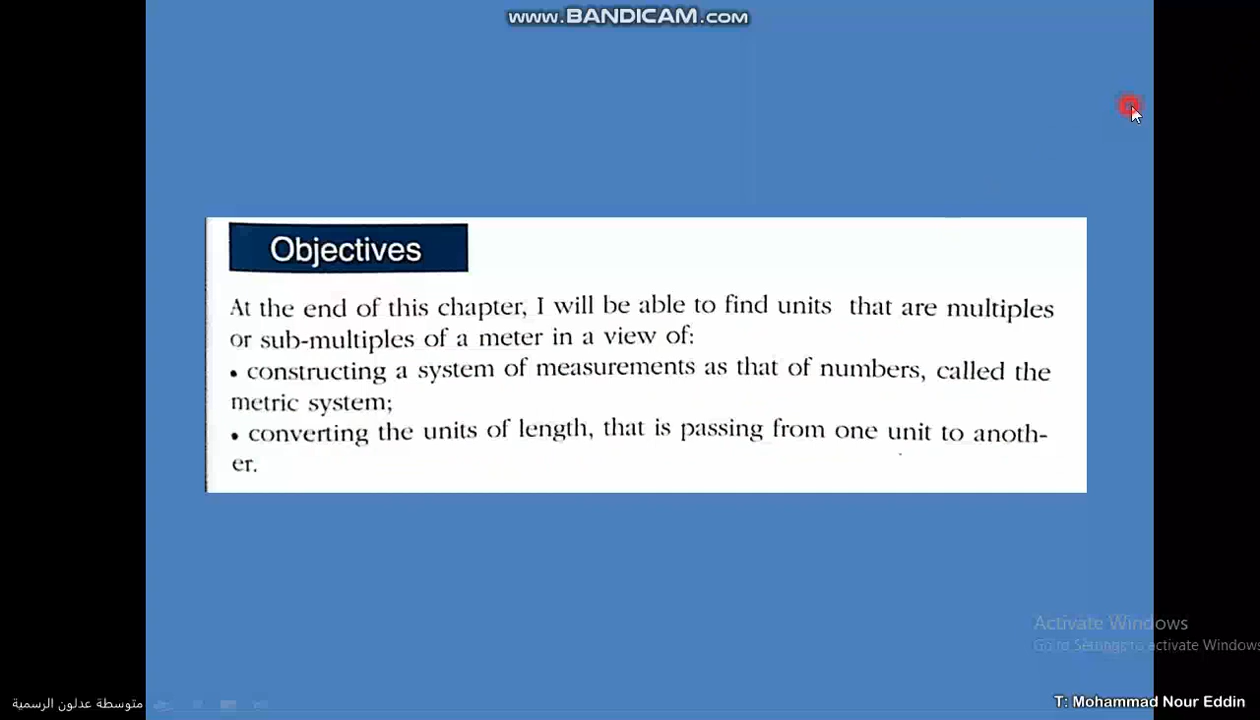 www.BANDICAM.com
Objectives
At the end of this chapter, I will be able to find units that are multiples
or sub-multiples of a meter in a view of:
• constructing a system of measurements as that of numbers, called the
metric system;
• converting the units of length, that is passing from one unit to anoth-
er.
Activate Windows
Go to Settings to activate Windows
متوسطة عدلون الرسمية
T: Mohammad Nour Eddin